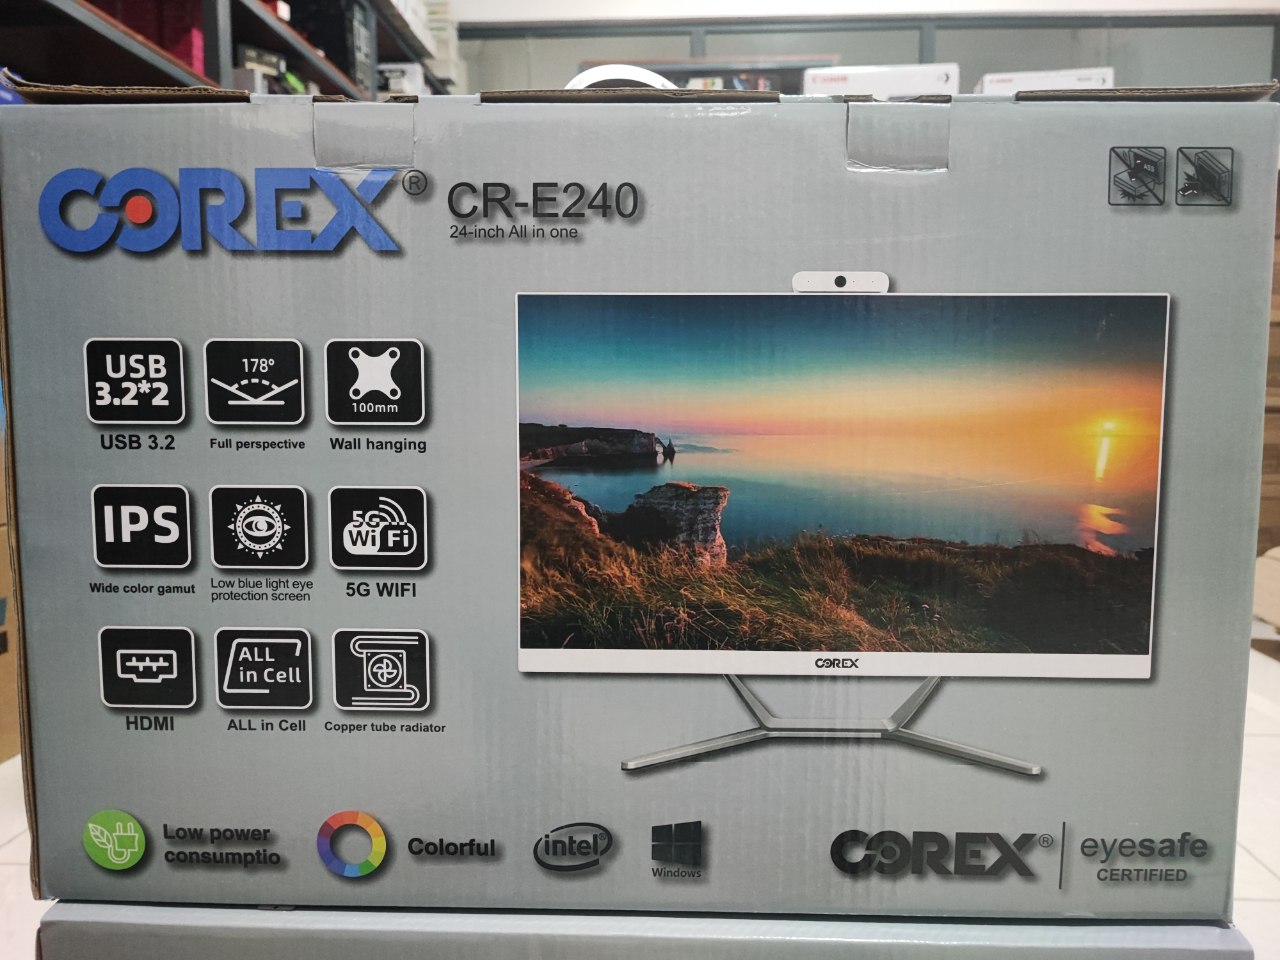 COREX® CR-E240
24-inch All in one
USB
3.2*2
USB 3.2
178°
Full perspective
100mm
Wall hanging
IPS
Wide color gamut
Low blue light eye
protection screen
5G
WiFi
5G WIFI
HDMI
ALL
in Cell
ALL in Cell
Copper tube radiator
COREX
Low power
consumptio
Colorful
intel®
Windows
COREX®
eyesafe
CERTIFIED